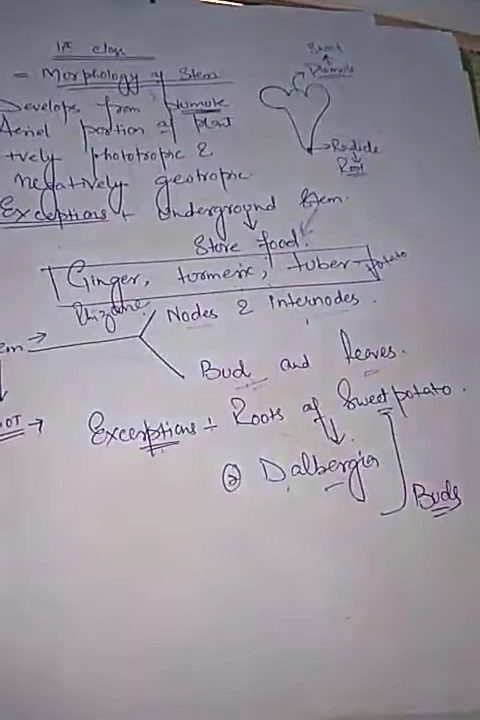 class
= Morphology of Stem
Shoot
Plumule
Develops from plumule
Aerial portion of plant
+vely phototropic &
negatively geotropic
Radicle
Root
Exceptions ÷ Underground Stem.
Store food.
Ginger, turmeric, tuber-potato
Rhizome
Nodes & Internodes.
Bud and leaves.
Excerptions ÷ Roots of Sweet potato.
② Dalbergia
Buds